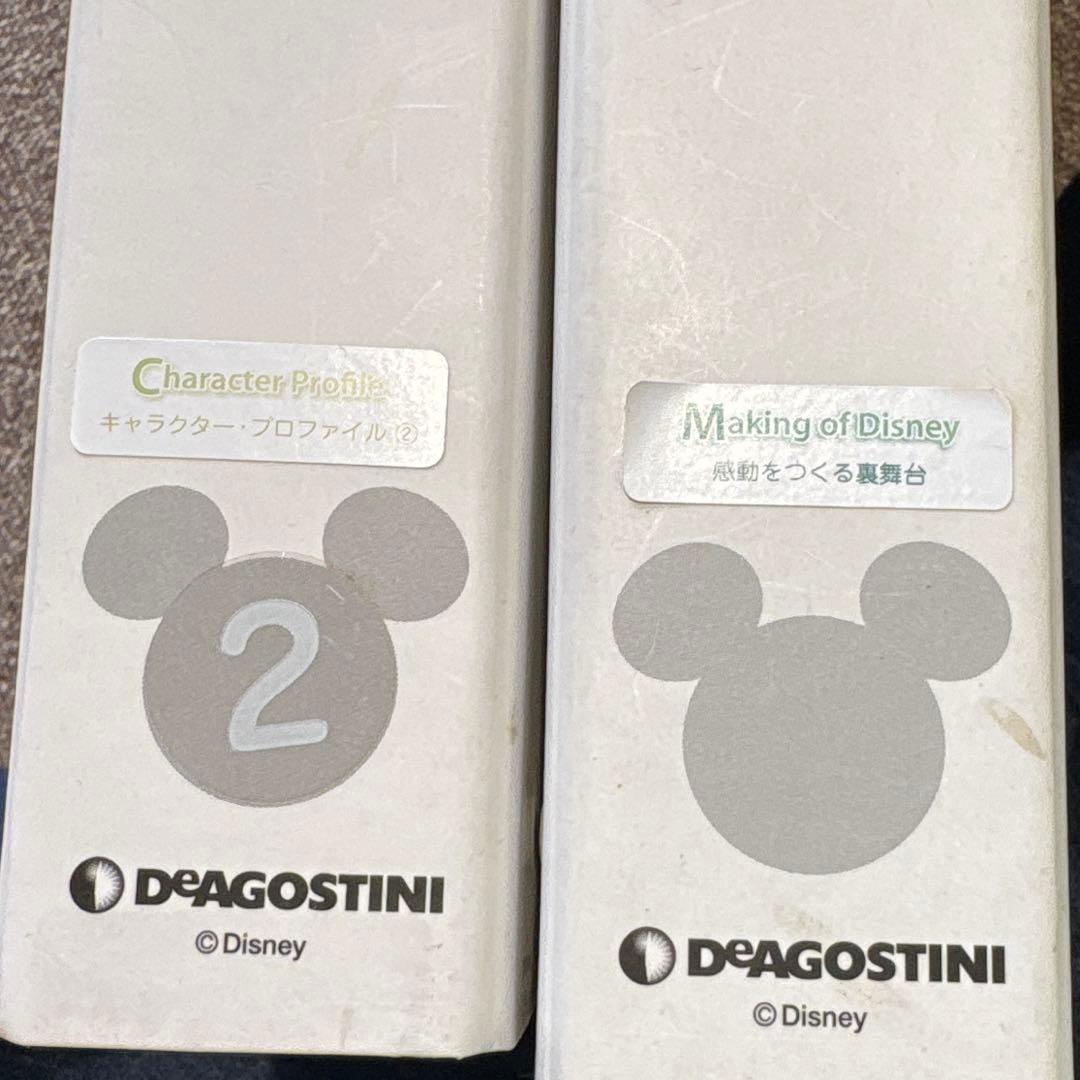 Character Profile
キャラクター・プロファイル ②
2
DeAGOSTINI
©Disney
Making of Disney
感動をつくる裏舞台
DeAGOSTINI
©Disney